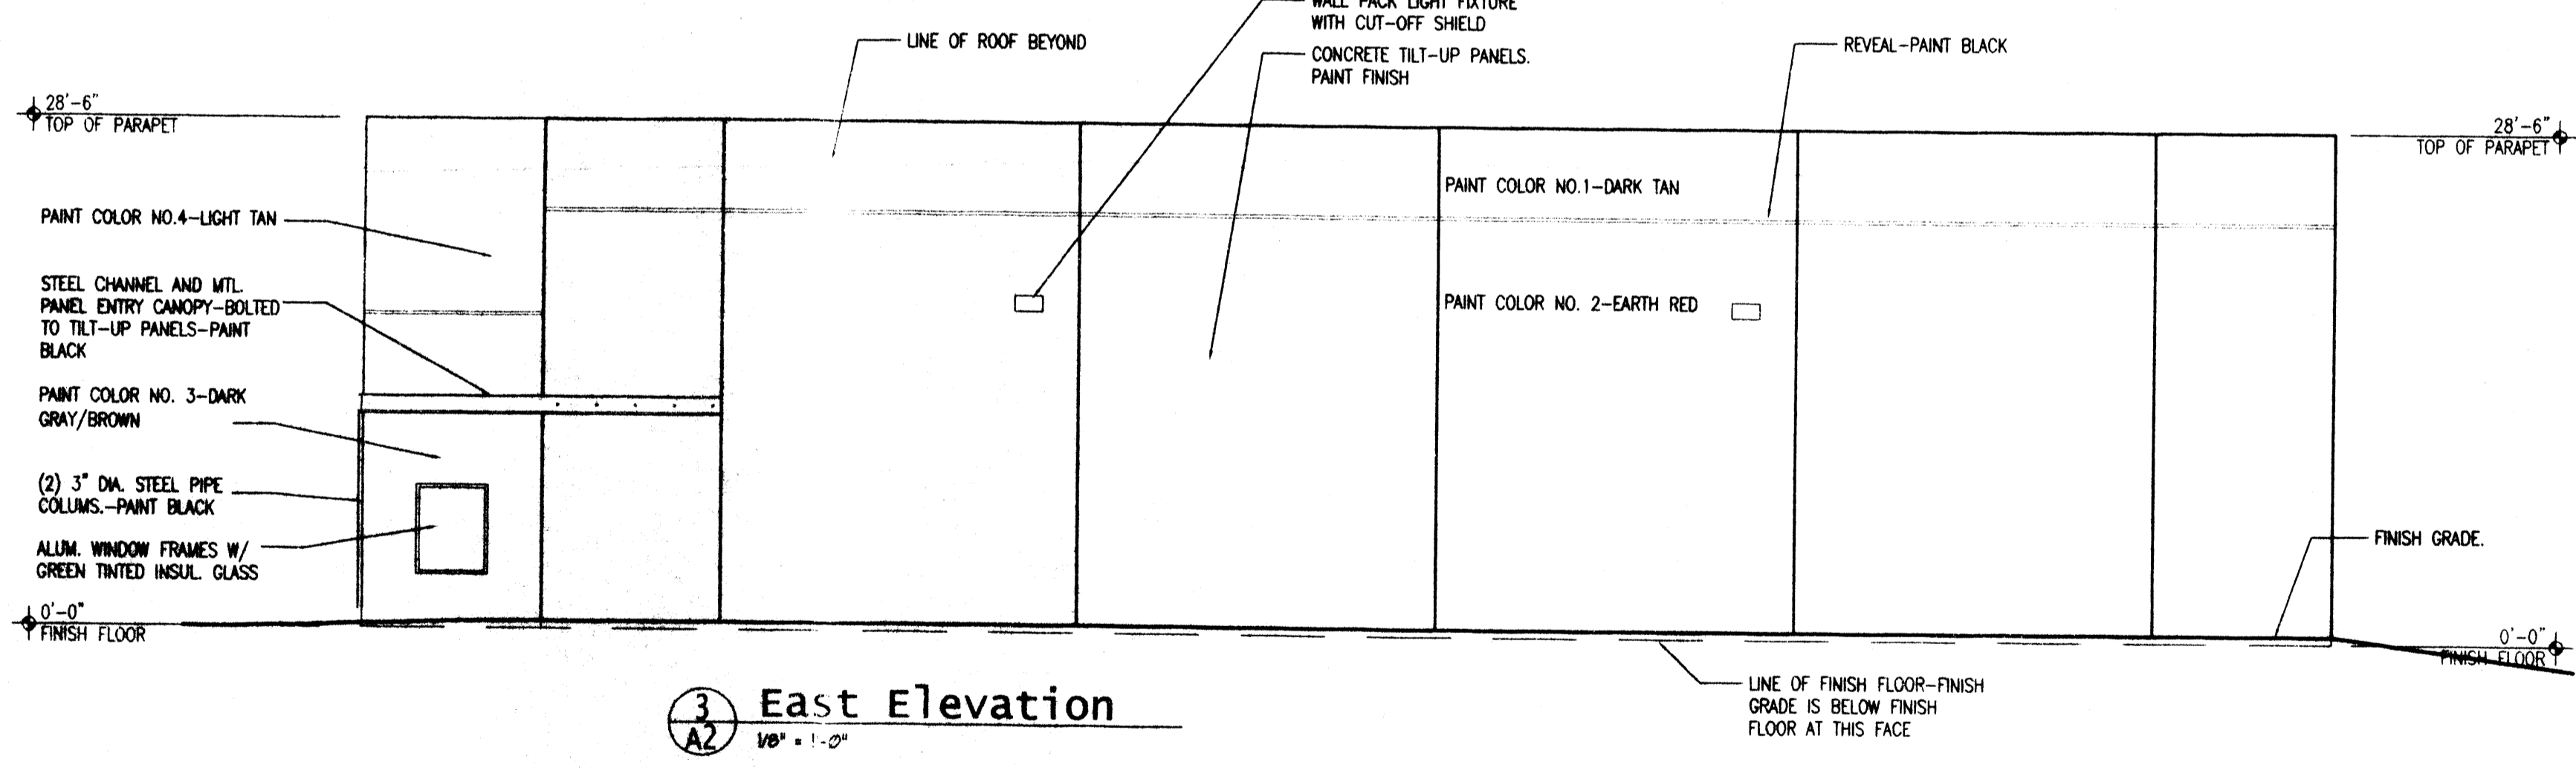 WALL PACK LIGHT FIXTURE
WITH CUT-OFF SHIELD
LINE OF ROOF BEYOND
CONCRETE TILT-UP PANELS.
PAINT FINISH
REVEAL-PAINT BLACK
28'-6"
TOP OF PARAPET
28'-6"
TOP OF PARAPET
PAINT COLOR NO.4-LIGHT TAN
STEEL CHANNEL AND MTL.
PANEL ENTRY CANOPY-BOLTED
TO TILT-UP PANELS-PAINT
BLACK
PAINT COLOR NO. 3-DARK
GRAY/BROWN
(2) 3" DIA. STEEL PIPE
COLUMS.-PAINT BLACK
ALUM. WINDOW FRAMES W/
GREEN TINTED INSUL. GLASS
0'-0"
FINISH FLOOR
PAINT COLOR NO.1-DARK TAN
PAINT COLOR NO. 2-EARTH RED
FINISH GRADE.
0'-0"
FINISH FLOOR
LINE OF FINISH FLOOR-FINISH
GRADE IS BELOW FINISH
FLOOR AT THIS FACE
3
A2
East Elevation
1/8" = 1'-0"